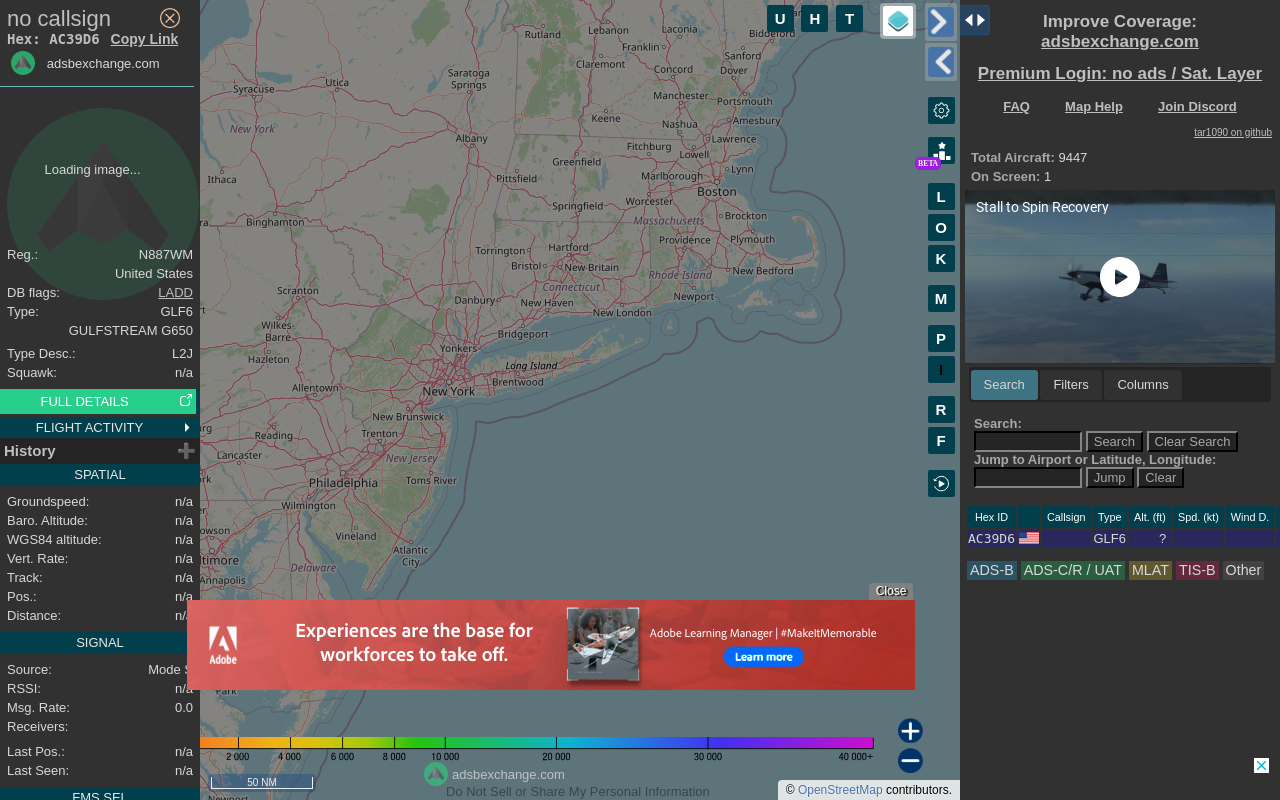 no callsign
Hex: AC39D6 Copy Link
adsbexchange.com
Loading image...
Reg.: N887WM
United States
DB flags: LADD
Type: GLF6
GULFSTREAM G650
Type Desc.: L2J
Squawk: n/a
FULL DETAILS
FLIGHT ACTIVITY
History
SPATIAL
Groundspeed: n/a
Baro. Altitude: n/a
WGS84 altitude: n/a
Vert. Rate: n/a
Track: n/a
Pos.: n/a
Distance:
SIGNAL
Source: Mode S
RSSI: n/a
Msg. Rate: 0.0
Receivers:
Last Pos.: n/a
Last Seen: n/a
FMS SEL
Rutland
Lebanon
Laconia
Biddeford
Franklin
Claremont
Sanford
Concord
Dover
Saratoga
Springs
Utica
Syracuse
Manchester
Portsmouth
Keene
Nashua
Amesbury
New York
Albany
Fitchburg
Lawrence
Greenfield
Lowell
Ithaca
Pittsfield
Marlborough
Lynn
Boston
Springfield
Worcester
Binghamton
Massachusetts
Brockton
Torrington
Hartford
Providence
Plymouth
Bristol
New Britain
Rhode Island
New Bedford
Scranton
Connecticut
Danbury
New Haven
Newport
New London
Wilkes-
Barre
Bridgeport
Hazleton
Yonkers
Long Island
Allentown
Brentwood
New York
New Brunswick
Reading
Trenton
Lancaster
New Jersey
Philadelphia
Toms River
Wilmington
Vineland
Atlantic
City
Annapolis
Delaware
Park
Newport
U H T
BETA
L
O
K
M
P
I
R
F
Close
Adobe
Experiences are the base for
workforces to take off.
Adobe Learning Manager | #MakeItMemorable
Learn more
2 000 4 000 6 000 8 000 10 000 20 000 30 000 40 000+
50 NM
adsbexchange.com
Do Not Sell or Share My Personal Information
© OpenStreetMap contributors.
Improve Coverage:
adsbexchange.com
Premium Login: no ads / Sat. Layer
FAQ Map Help Join Discord
tar1090 on github
Total Aircraft: 9447
On Screen: 1
Stall to Spin Recovery
Search Filters Columns
Search:
Search Clear Search
Jump to Airport or Latitude, Longitude:
Jump Clear
Hex ID Callsign Type Alt. (ft) Spd. (kt) Wind D.
AC39D6 GLF6 ?
ADS-B ADS-C/R / UAT MLAT TIS-B Other